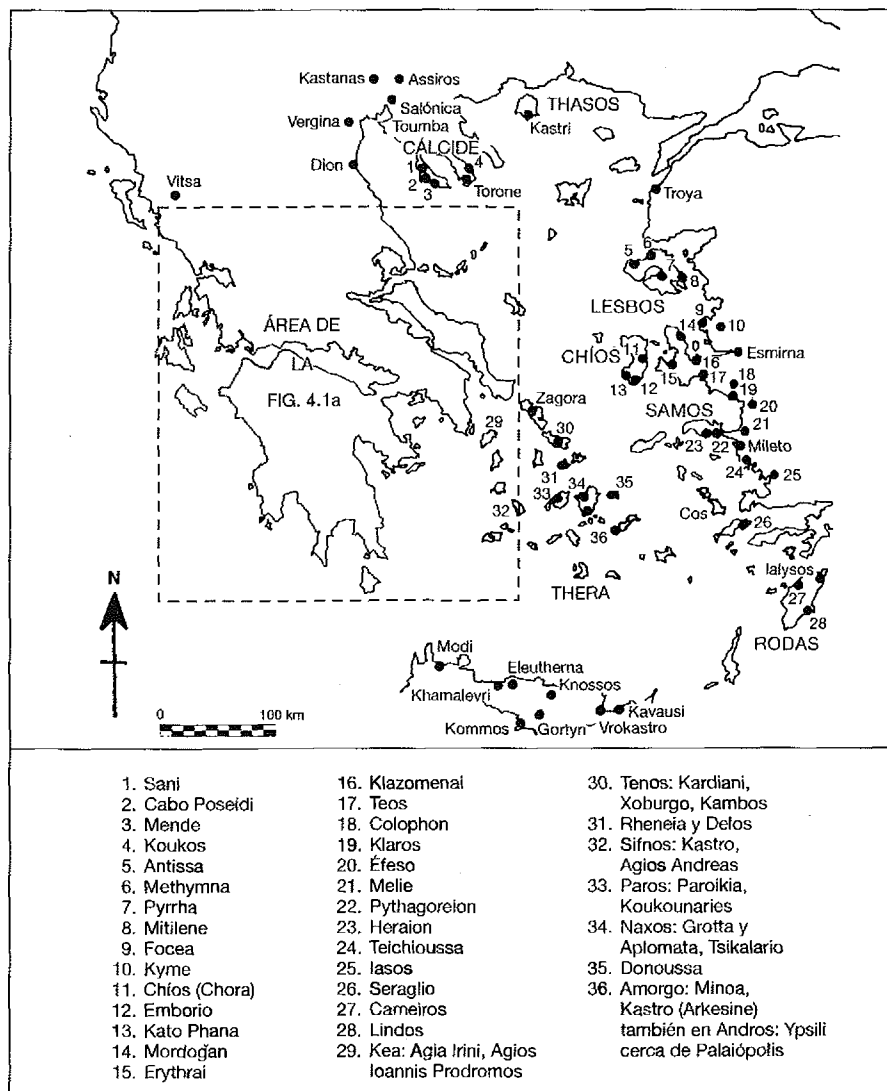 Kastanas
Assiros
Salónica
THASOS
Vergina
Toumba
Kastri
CALCIDE
Dion
1
4
2
3
Torone
Vitsa
Troya
5
6
7
8
LESBOS
9
10
14
ÁREA DE
LA
FIG. 4.1a
CHÍOS
11
Esmirna
16
15
17
13
12
18
19
Zagora
SAMOS
20
29
30
21
23
22
Mileto
31
24
33
34
35
25
32
Cos
26
36
N
THERA
Ialysos
27
28
RODAS
Modi
Eleutherna
Khamalevri
Knossos
0
100 km
Kavausi
Kommos
Gortyn
Vrokastro
1. Sani
2. Cabo Poseídi
3. Mende
4. Koukos
5. Antissa
6. Methymna
7. Pyrrha
8. Mitilene
9. Focea
10. Kyme
11. Chíos (Chora)
12. Emborio
13. Kato Phana
14. Mordoğan
15. Erythrai
16. Klazomenai
17. Teos
18. Colophon
19. Klaros
20. Éfeso
21. Melie
22. Pythagoreion
23. Heraion
24. Teichioussa
25. Iasos
26. Seraglio
27. Cameiros
28. Lindos
29. Kea: Agia Irini, Agios
Ioannis Prodromos
30. Tenos: Kardiani,
Xoburgo, Kambos
31. Rheneia y Delos
32. Sifnos: Kastro,
Agios Andreas
33. Paros: Paroikia,
Koukounaries
34. Naxos: Grotta y
Aplomata, Tsikalario
35. Donoussa
36. Amorgo: Minoa,
Kastro (Arkesine)
también en Andros: Ypsili
cerca de Palaiópolis